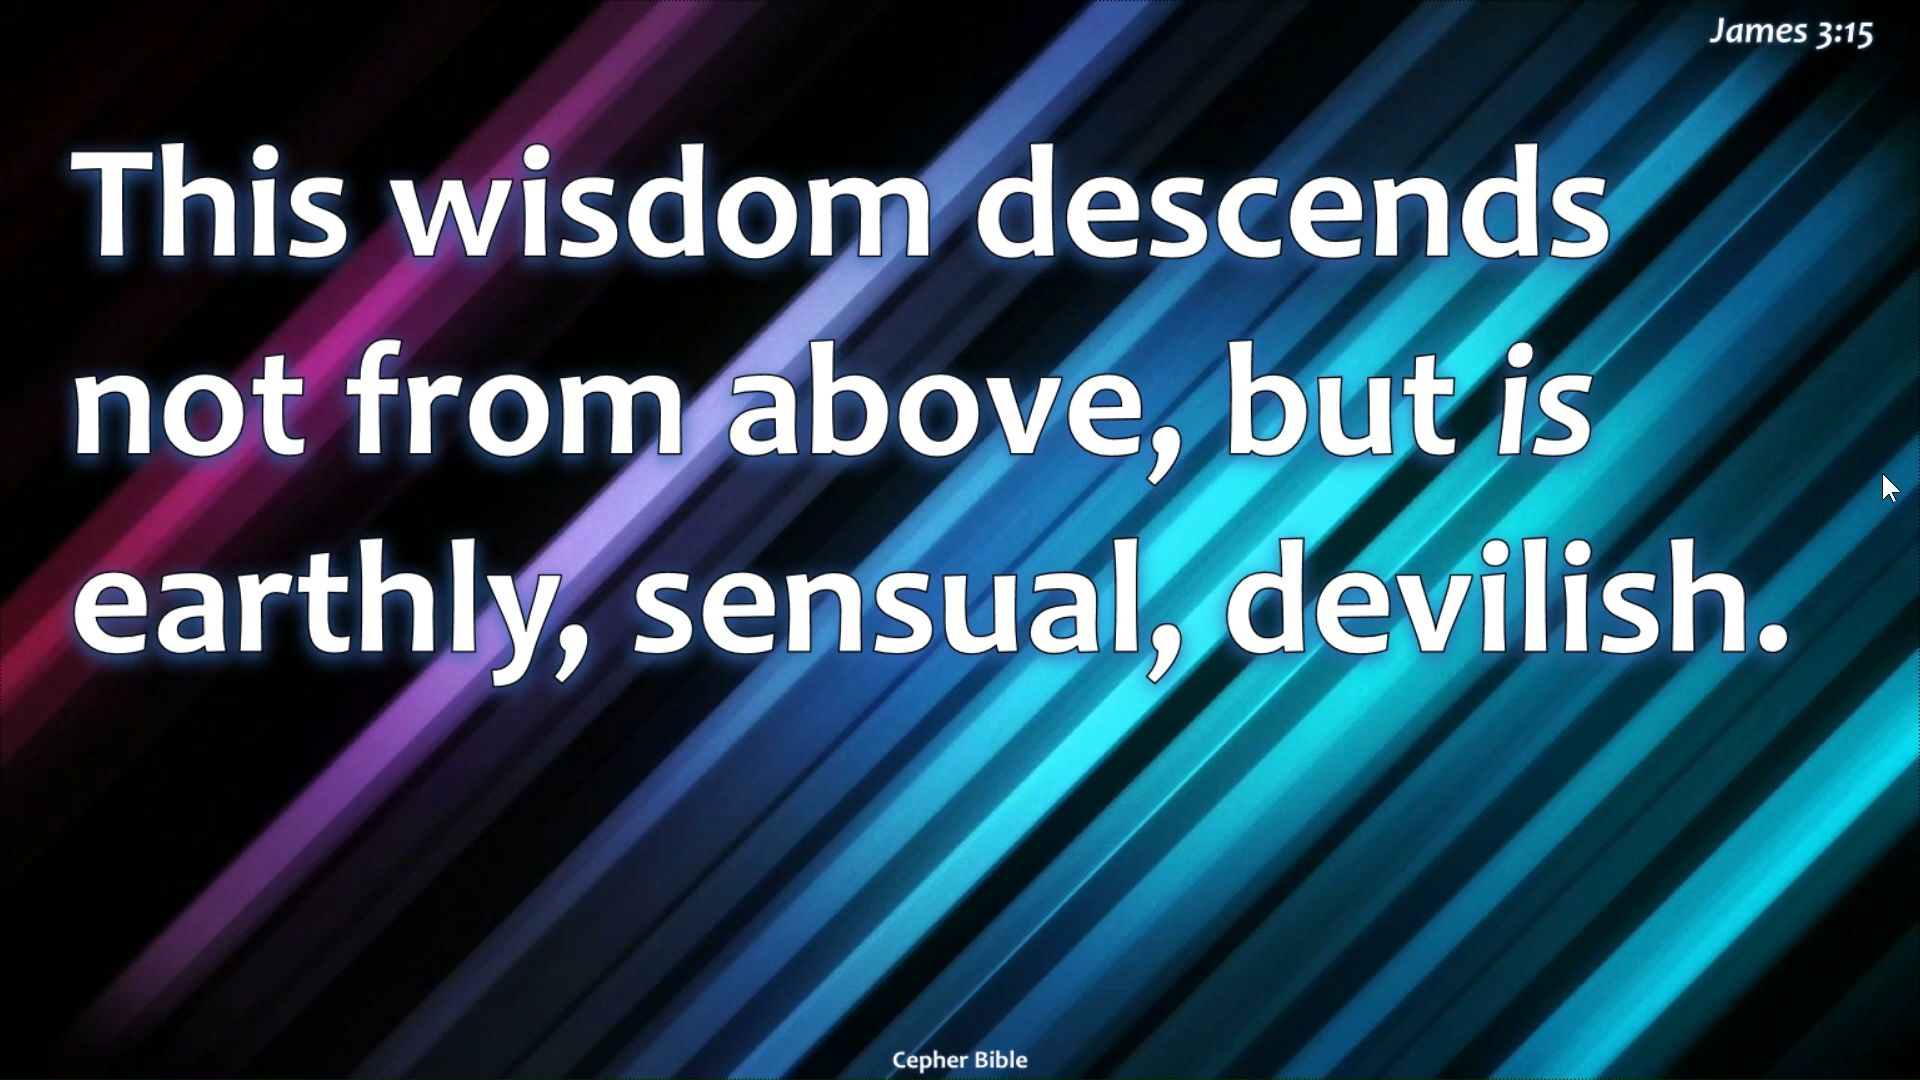 James 3:15
This wisdom descends
not from above, but is
earthly, sensual, devilish.
Cepher Bible